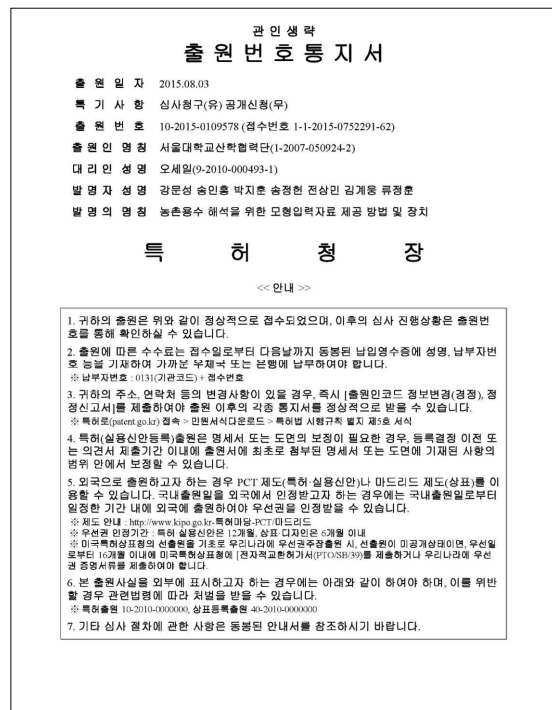 관 인 생 략
출 원 번 호 통 지 서
출 원 일 자 2015.08.03
특 기 사 항 심사청구(유) 공개신청(무)
출 원 번 호 10-2015-0109578 (접수번호 1-1-2015-0752291-62)
출 원 인 명 칭 서울대학교산학협력단(1-2007-050924-2)
대 리 인 성 명 오세일(9-2010-000493-1)
발 명 자 성 명 강문성 송인홍 박지훈 송정헌 전상민 김계웅 류정훈
발 명 의 명 칭 농촌용수 해석을 위한 모형입력자료 제공 방법 및 장치
특 허 청 장
<< 안내 >>
1. 귀하의 출원은 위와 같이 정상적으로 접수되었으며, 이후의 심사 진행상황은 출원번
호를 통해 확인하실 수 있습니다.
2. 출원에 따른 수수료는 접수일로부터 다음날까지 동봉된 납입영수증에 성명, 납부자번
호 등을 기재하여 가까운 우체국 또는 은행에 납부하여야 합니다.
※ 납부자번호 : 0131(기관코드) + 접수번호
3. 귀하의 주소, 연락처 등의 변경사항이 있을 경우, 즉시 [출원인코드 정보변경(경정), 정
정신고서]를 제출하여야 출원 이후의 각종 통지서를 정상적으로 받을 수 있습니다.
※ 특허로(patent.go.kr) 접속 > 민원서식다운로드 > 특허법 시행규칙 별지 제5호 서식
4. 특허(실용신안등록)출원은 명세서 또는 도면의 보정이 필요한 경우, 등록결정 이전 또
는 의견서 제출기간 이내에 출원서에 최초로 첨부된 명세서 또는 도면에 기재된 사항의
범위 안에서 보정할 수 있습니다.
5. 외국으로 출원하고자 하는 경우 PCT 제도(특허·실용신안)나 마드리드 제도(상표)를 이
용할 수 있습니다. 국내출원일을 외국에서 인정받고자 하는 경우에는 국내출원일로부터
일정한 기간 내에 외국에 출원하여야 우선권을 인정받을 수 있습니다.
※ 제도 안내 : http://www.kipo.go.kr-특허마당-PCT/마드리드
※ 우선권 인정기간 : 특허·실용신안은 12개월, 상표·디자인은 6개월 이내
※ 미국특허상표청의 선출원을 기초로 우리나라에 우선권주장출원 시, 선출원이 미공개상태이면, 우선일
로부터 16개월 이내에 미국특허상표청에 [전자적교환허가서(PTO/SB/39)를 제출하거나 우리나라에 우선
권 증명서류를 제출하여야 합니다.
6. 본 출원사실을 외부에 표시하고자 하는 경우에는 아래와 같이 하여야 하며, 이를 위반
할 경우 관련법령에 따라 처벌을 받을 수 있습니다.
※ 특허출원 10-2010-0000000, 상표등록출원 40-2010-0000000
7. 기타 심사 절차에 관한 사항은 동봉된 안내서를 참조하시기 바랍니다.